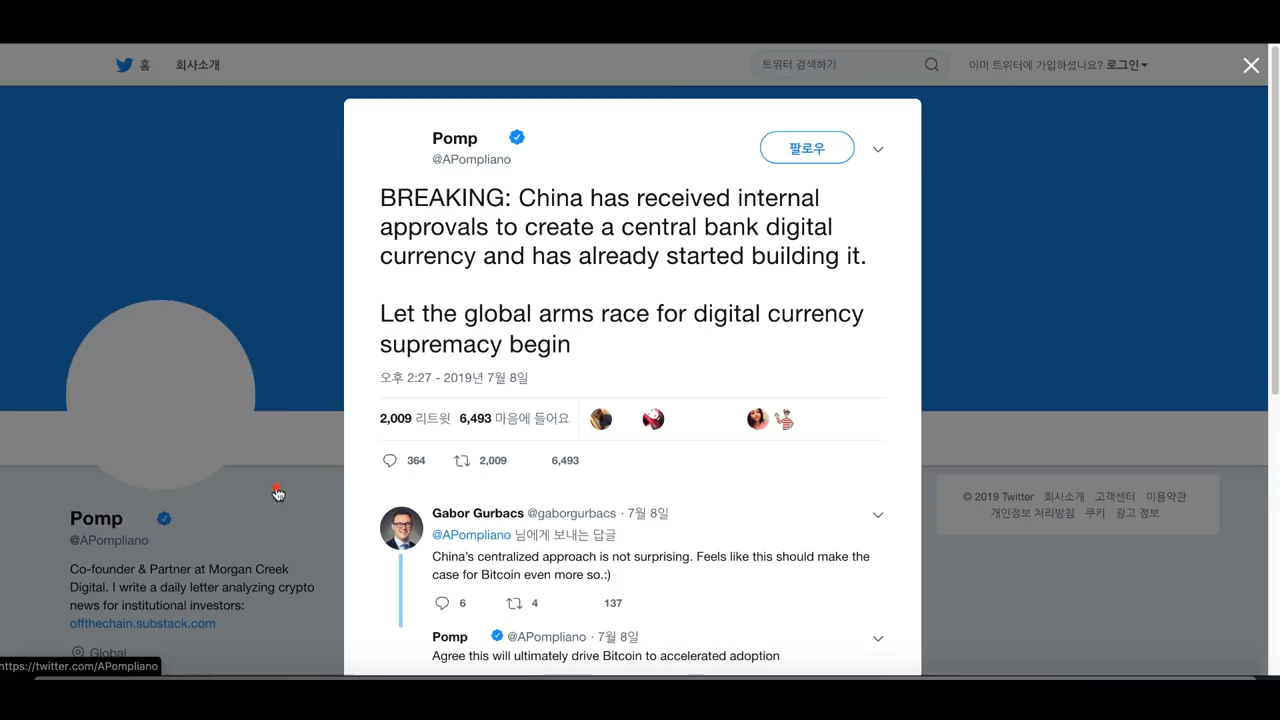 홈 회사소개 트위터 검색하기 이미 트위터에 가입하셨나요? 로그인
Pomp
@APompliano
팔로우
BREAKING: China has received internal
approvals to create a central bank digital
currency and has already started building it.
Let the global arms race for digital currency
supremacy begin
오후 2:27 - 2019년 7월 8일
2,009 리트윗 6,493 마음에 들어요
364 2,009 6,493
Gabor Gurbacs @gaborgurbacs · 7월 8일
@APompliano 님에게 보내는 답글
China’s centralized approach is not surprising. Feels like this should make the
case for Bitcoin even more so.:)
6 4 137
Pomp @APompliano · 7월 8일
Agree this will ultimately drive Bitcoin to accelerated adoption
Pomp
@APompliano
Co-founder & Partner at Morgan Creek
Digital. I write a daily letter analyzing crypto
news for institutional investors:
offthechain.substack.com
Global
https://twitter.com/APompliano
© 2019 Twitter 회사소개 고객센터 이용약관
개인정보 처리방침 쿠키 광고 정보